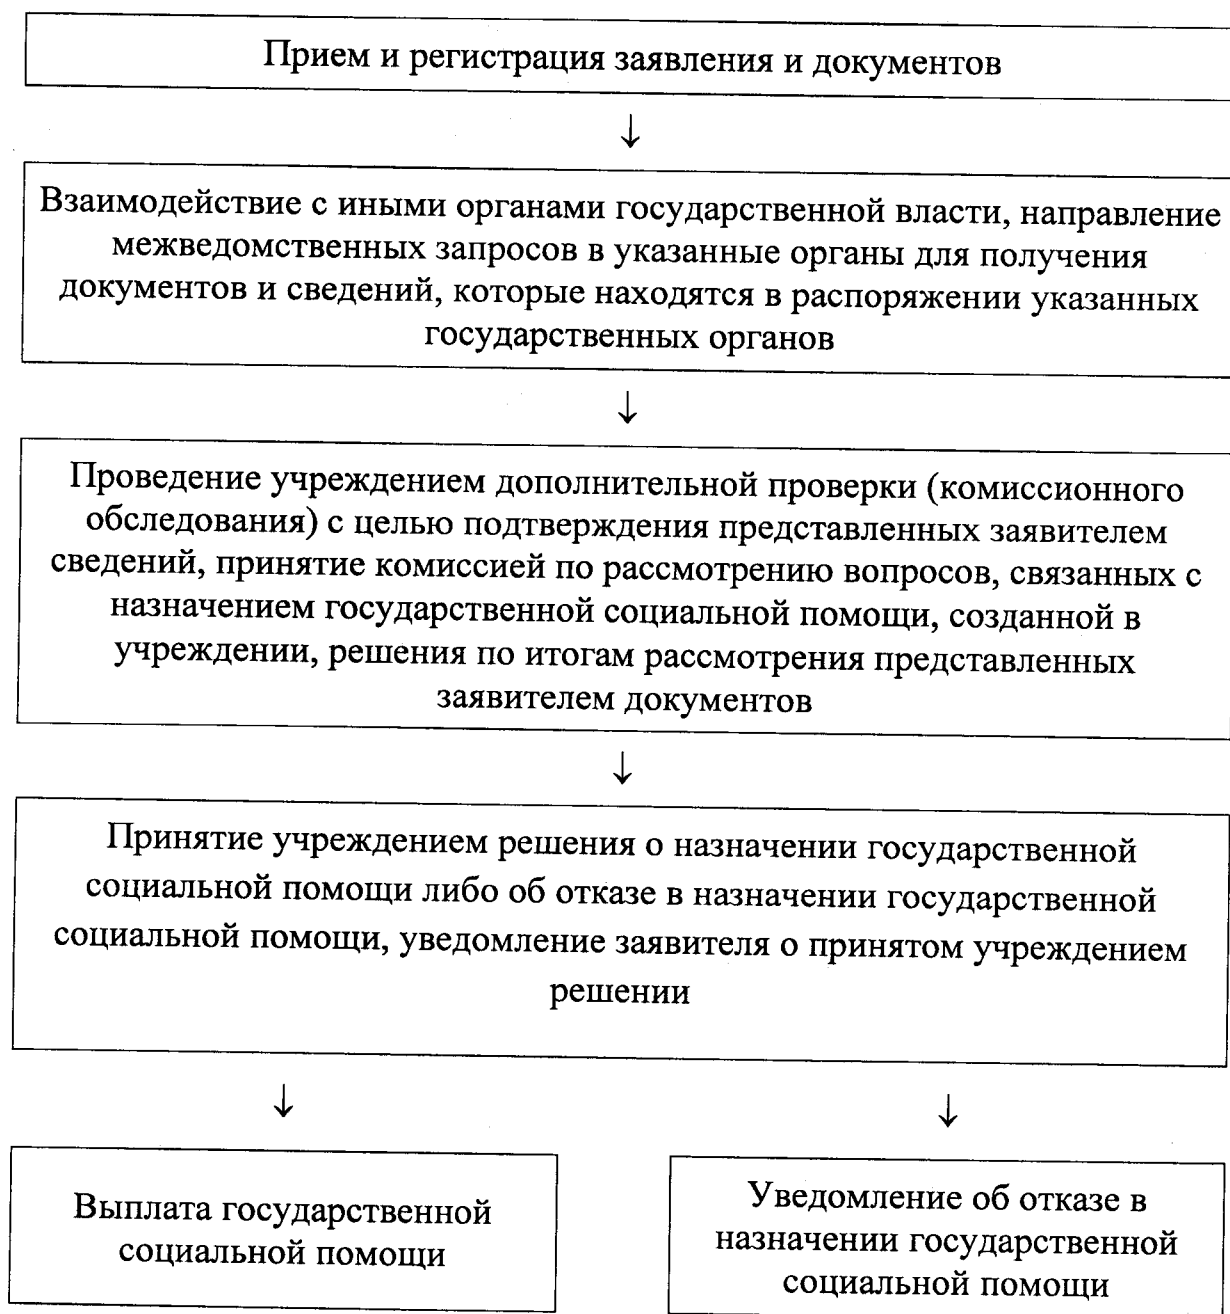 Прием и регистрация заявления и документов
↓
Взаимодействие с иными органами государственной власти, направление
межведомственных запросов в указанные органы для получения
документов и сведений, которые находятся в распоряжении указанных
государственных органов
↓
Проведение учреждением дополнительной проверки (комиссионного
обследования) с целью подтверждения представленных заявителем
сведений, принятие комиссией по рассмотрению вопросов, связанных с
назначением государственной социальной помощи, созданной в
учреждении, решения по итогам рассмотрения представленных
заявителем документов
↓
Принятие учреждением решения о назначении государственной
социальной помощи либо об отказе в назначении государственной
социальной помощи, уведомление заявителя о принятом учреждением
решении
↓ ↓
Выплата государственной
социальной помощи
Уведомление об отказе в
назначении государственной
социальной помощи